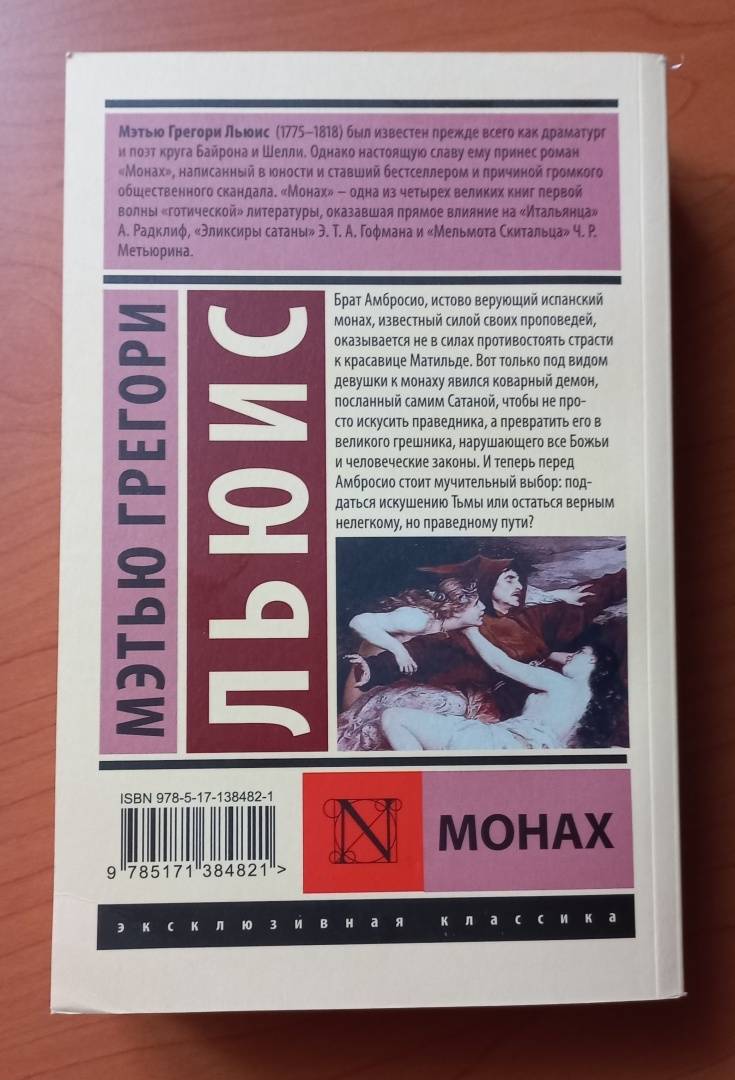 Мэтью Грегори Льюис (1775–1818) был известен прежде всего как драматург
и поэт круга Байрона и Шелли. Однако настоящую славу ему принес роман
«Монах», написанный в юности и ставший бестселлером и причиной громкого
общественного скандала. «Монах» – одна из четырех великих книг первой
волны «готической» литературы, оказавшая прямое влияние на «Итальянца»
А. Радклиф, «Эликсиры сатаны» Э. Т. А. Гофмана и «Мельмота Скитальца» Ч. Р.
Метьюрина.
МЭТЬЮ ГРЕГОРИ
ЛЬЮИС
Брат Амбросио, истово верующий испанский
монах, известный силой своих проповедей,
оказывается не в силах противостоять страсти
к красавице Матильде. Вот только под видом
девушки к монаху явился коварный демон,
посланный самим Сатаной, чтобы не про-
сто искусить праведника, а превратить его в
великого грешника, нарушающего все Божьи
и человеческие законы. И теперь перед
Амбросио стоит мучительный выбор: под-
даться искушению Тьмы или остаться верным
нелегкому, но праведному пути?
ISBN 978-5-17-138482-1
9 785171 384821 >
N
МОНАХ
эксклюзивная классика